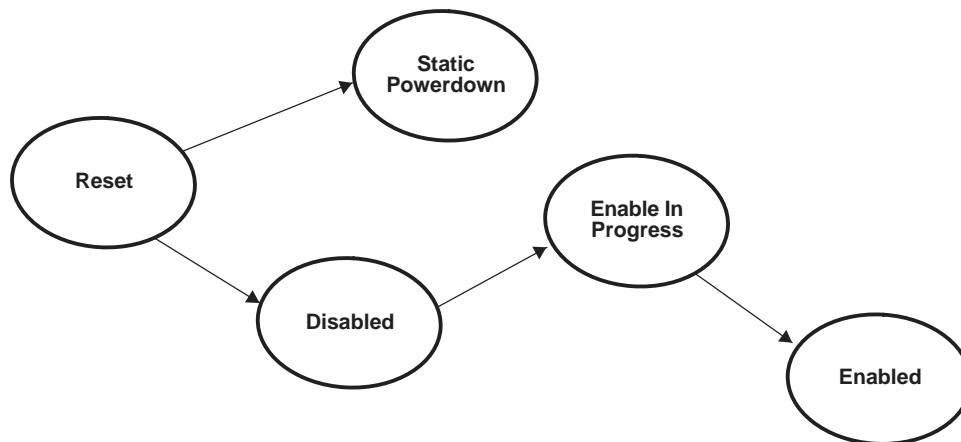 Static
Powerdown
Reset
Enable In
Progress
Disabled
Enabled